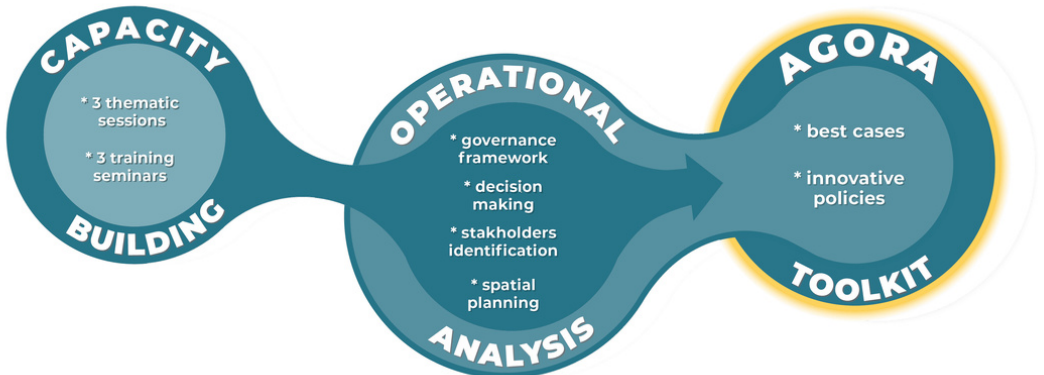 CAPACITY
* 3 thematic
sessions
* 3 training
seminars
BUILDING
OPERATIONAL
* governance
framework
* decision
making
* stakholders
identification
* spatial
planning
ANALYSIS
AGORA
* best cases
* innovative
policies
TOOLKIT